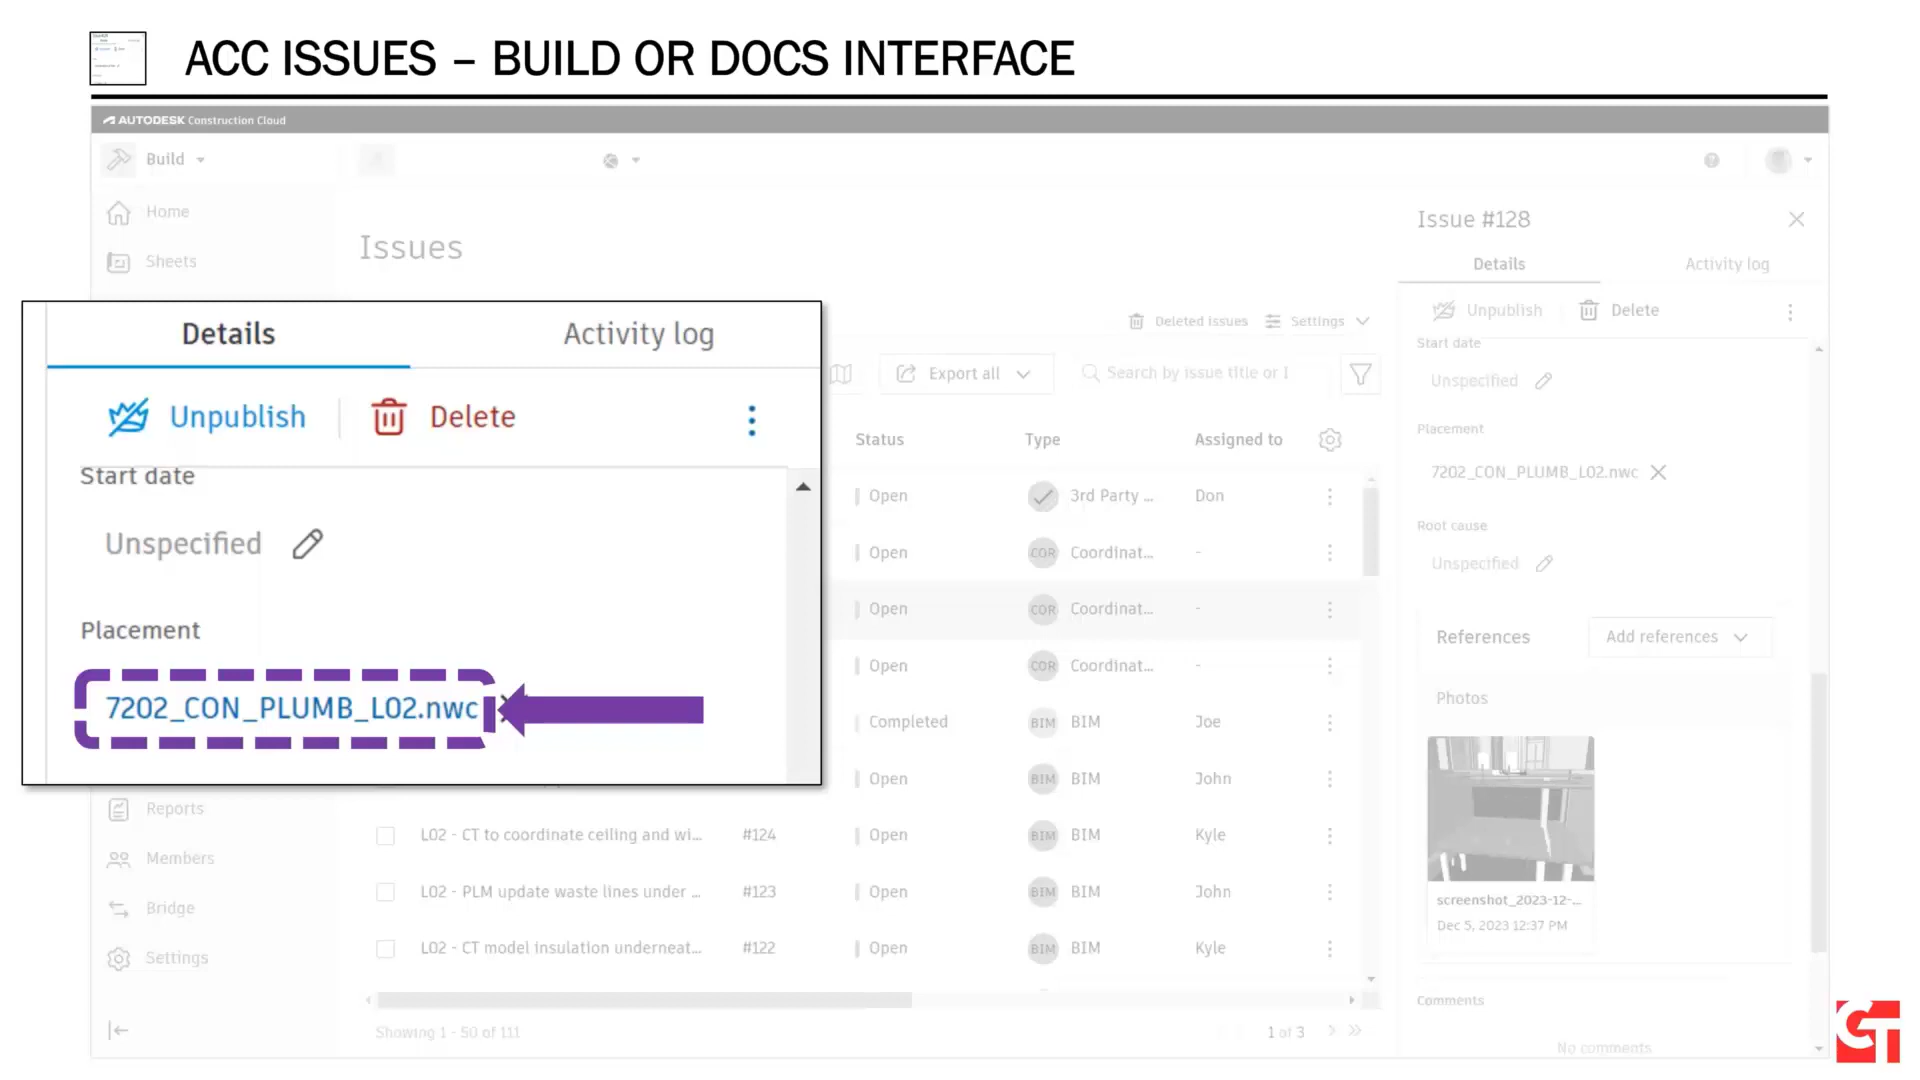 ACC ISSUES – BUILD OR DOCS INTERFACE
AUTODESK Construction Cloud
Build
Home
Sheets
Issues
Issue #128
Details
Activity log
Unpublish
Delete
Start date
Unspecified
Placement
7202_CON_PLUMB_L02.nwc
Root cause
Unspecified
References
Add references
Photos
screenshot_2023-12-...
Dec 5, 2023 12:37 PM
Comments
No comments
Details
Activity log
Unpublish
Delete
Start date
Unspecified
Placement
7202_CON_PLUMB_L02.nwc
Deleted issues
Settings
Export all
Search by issue title or I
Status Type Assigned to
Open 3rd Party ... Don
Open COR Coordinat... -
Open COR Coordinat... -
Open COR Coordinat... -
Completed BIM BIM Joe
Open BIM BIM John
L02 - CT to coordinate ceiling and wi... #124 Open BIM BIM Kyle
L02 - PLM update waste lines under ... #123 Open BIM BIM John
L02 - CT model insulation underneat... #122 Open BIM BIM Kyle
Showing 1 - 50 of 111
1 of 3
Reports
Members
Bridge
Settings
GT